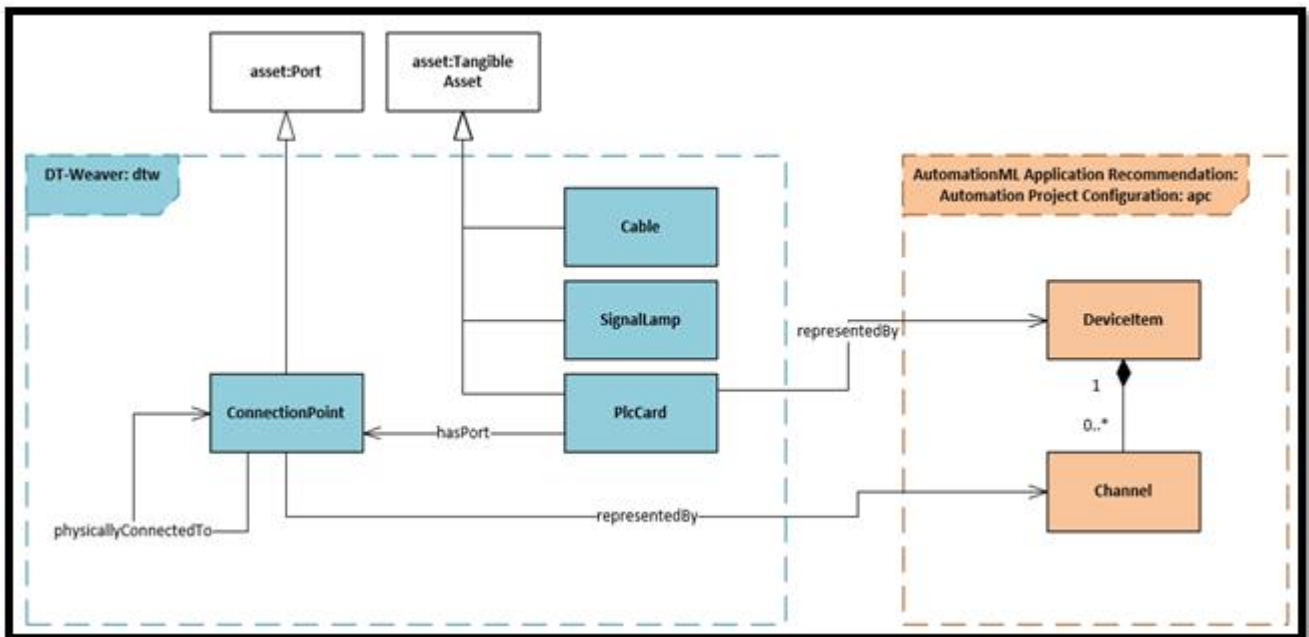 asset:Port
asset:Tangible
Asset
DT-Weaver: dtw
AutomationML Application Recommendation:
Automation Project Configuration: apc
Cable
SignalLamp
DeviceItem
representedBy
1
ConnectionPoint
PlcCard
hasPort
0..*
Channel
representedBy
physicallyConnectedTo